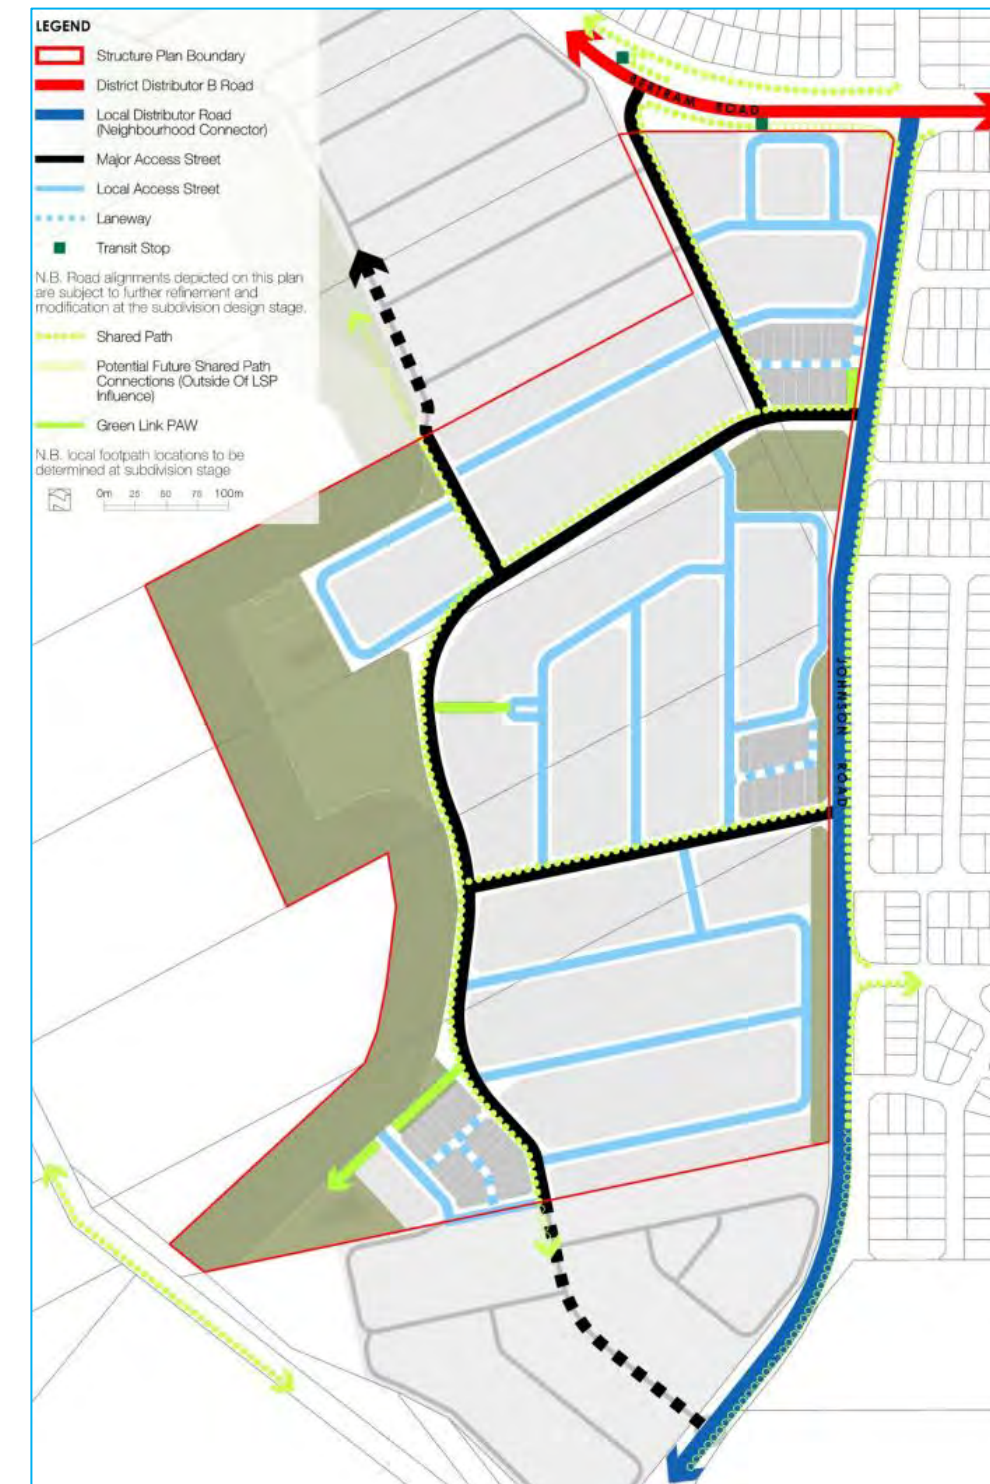 LEGEND
Structure Plan Boundary
District Distributor B Road
Local Distributor Road
(Neighbourhood Connector)
Major Access Street
Local Access Street
Laneway
Transit Stop
N.B. Road alignments depicted on this plan
are subject to further refinement and
modification at the subdivision design stage.
Shared Path
Potential Future Shared Path
Connections (Outside Of LSP
Influence)
Green Link PAW
N.B. local footpath locations to be
determined at subdivision stage
0m 25 50 75 100m
BERTRAM ROAD
JOHNSON ROAD